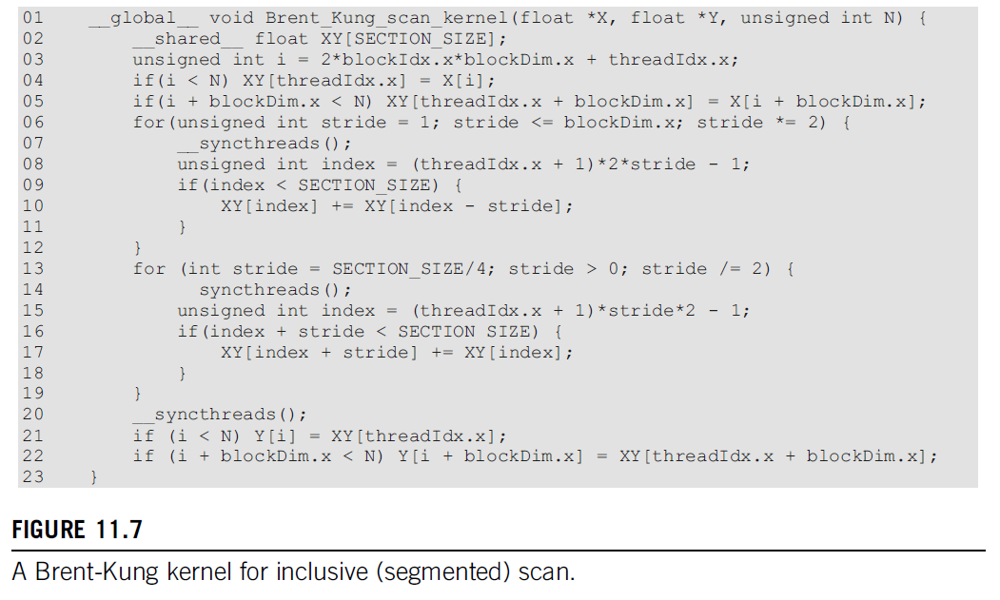 01 __global__ void Brent_Kung_scan_kernel(float *X, float *Y, unsigned int N) {
02 __shared__ float XY[SECTION_SIZE];
03 unsigned int i = 2*blockIdx.x*blockDim.x + threadIdx.x;
04 if(i < N) XY[threadIdx.x] = X[i];
05 if(i + blockDim.x < N) XY[threadIdx.x + blockDim.x] = X[i + blockDim.x];
06 for(unsigned int stride = 1; stride <= blockDim.x; stride *= 2) {
07 __syncthreads();
08 unsigned int index = (threadIdx.x + 1)*2*stride - 1;
09 if(index < SECTION_SIZE) {
10 XY[index] += XY[index - stride];
11 }
12 }
13 for (int stride = SECTION_SIZE/4; stride > 0; stride /= 2) {
14 syncthreads();
15 unsigned int index = (threadIdx.x + 1)*stride*2 - 1;
16 if(index + stride < SECTION SIZE) {
17 XY[index + stride] += XY[index];
18 }
19 }
20 __syncthreads();
21 if (i < N) Y[i] = XY[threadIdx.x];
22 if (i + blockDim.x < N) Y[i + blockDim.x] = XY[threadIdx.x + blockDim.x];
23 }
FIGURE 11.7
A Brent-Kung kernel for inclusive (segmented) scan.